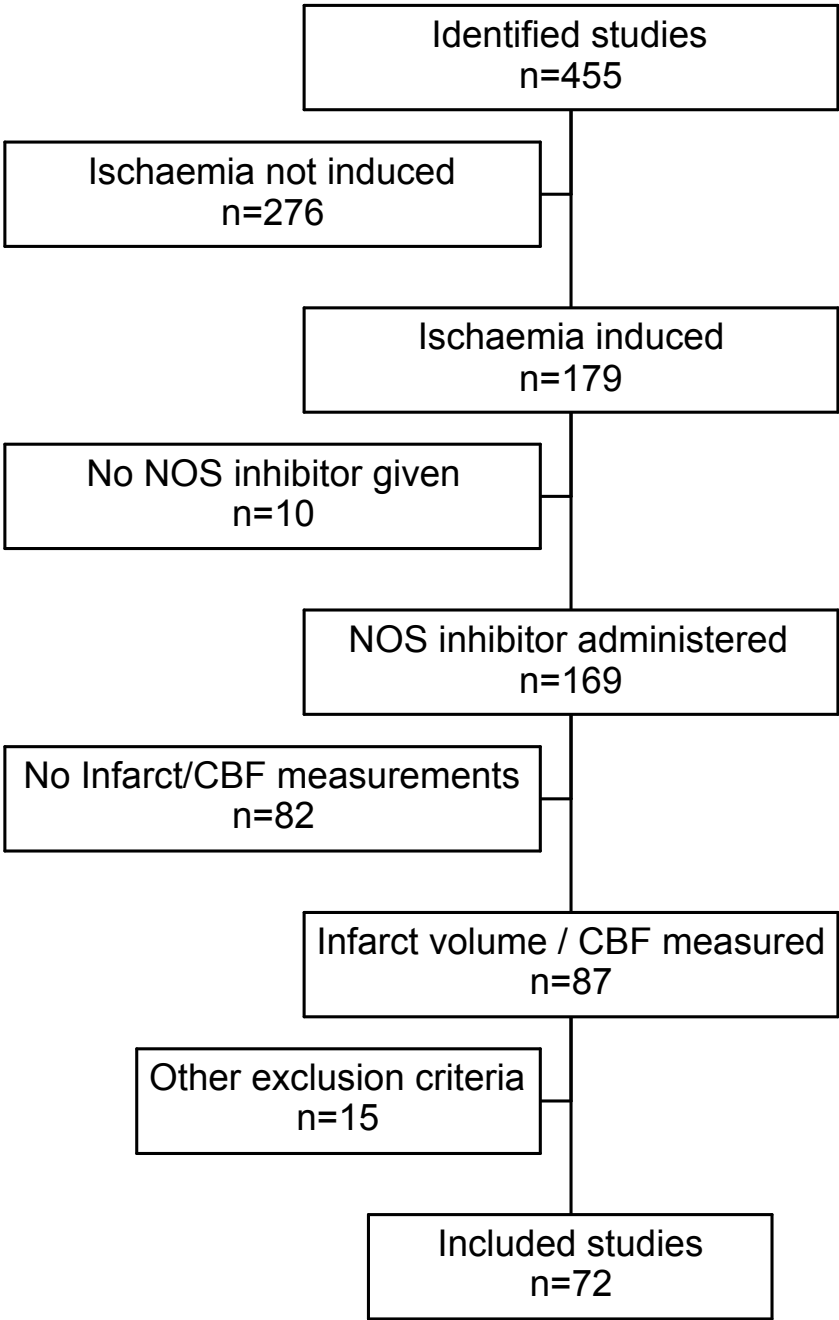 Identified studies
n=455
Ischaemia not induced
n=276
Ischaemia induced
n=179
No NOS inhibitor given
n=10
NOS inhibitor administered
n=169
No Infarct/CBF measurements
n=82
Infarct volume / CBF measured
n=87
Other exclusion criteria
n=15
Included studies
n=72